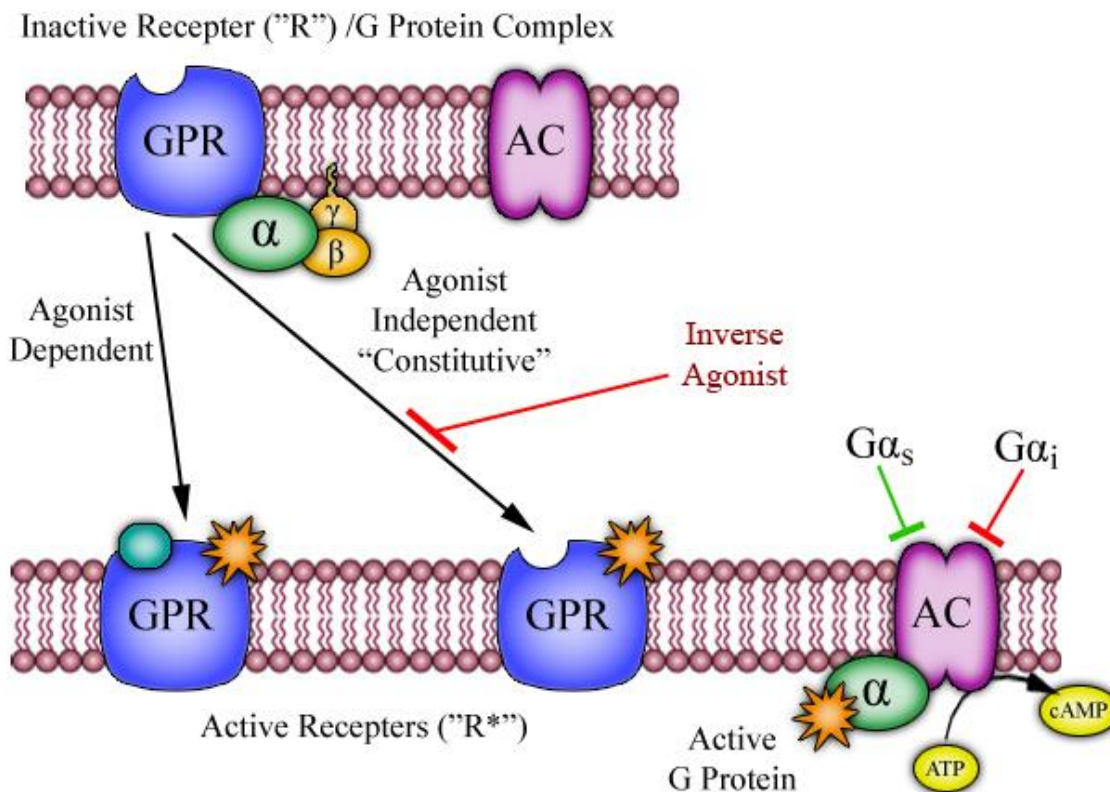 Inactive Recepter ("R") /G Protein Complex
GPR
AC
α
γ
β
Agonist
Dependent
Agonist
Independent
“Constitutive”
Inverse
Agonist
Gαs
Gαi
GPR
GPR
AC
α
Active Recepters (”R*”)
Active
G Protein
ATP
cAMP